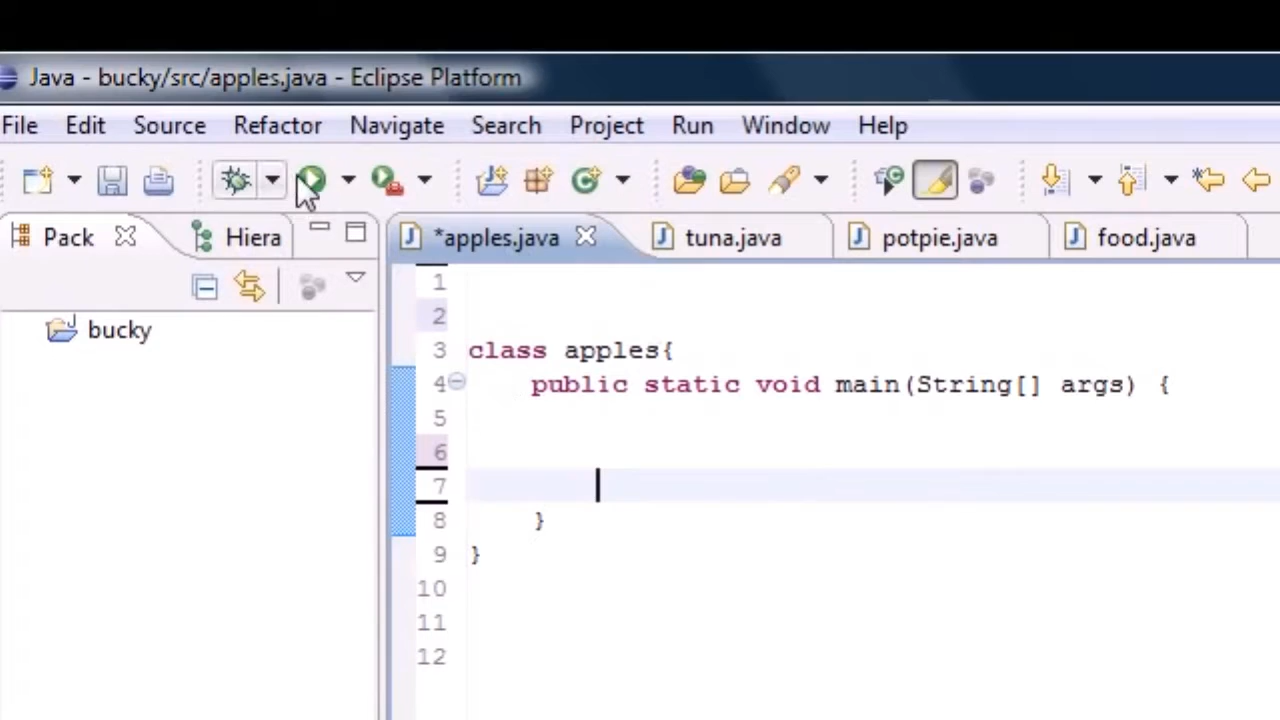 Java - bucky/src/apples.java - Eclipse Platform
File Edit Source Refactor Navigate Search Project Run Window Help
Pack Hiera *apples.java tuna.java potpie.java food.java
bucky
1
2
3 class apples{
4 public static void main(String[] args) {
5
6
7
8 }
9 }
10
11
12